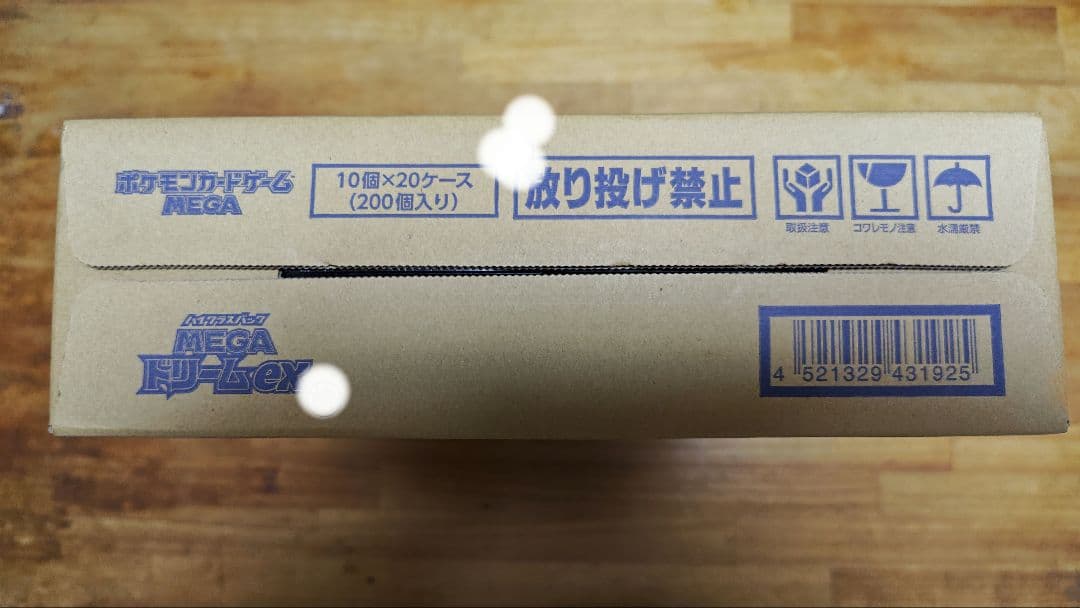 ポケモンカードゲーム
MEGA
10個×20ケース
(200個入り)
放り投げ禁止
取扱注意
コワレモノ注意
水濡厳禁
ハイクラスパック
MEGA
ドリームex
4 521329 431925